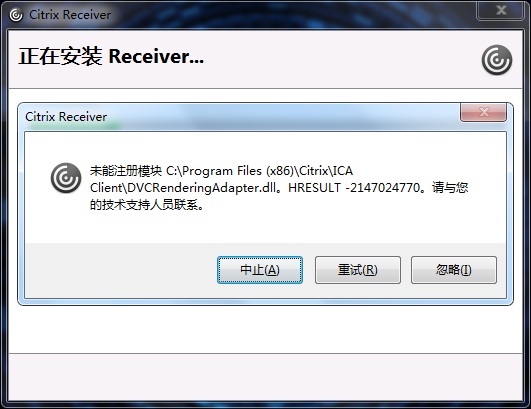 Citrix Receiver
正在安装 Receiver...
Citrix Receiver
未能注册模块 C:\Program Files (x86)\Citrix\ICA
Client\DVCRenderingAdapter.dll。HRESULT -2147024770。请与您
的技术支持人员联系。
中止(A)
重试(R)
忽略(I)